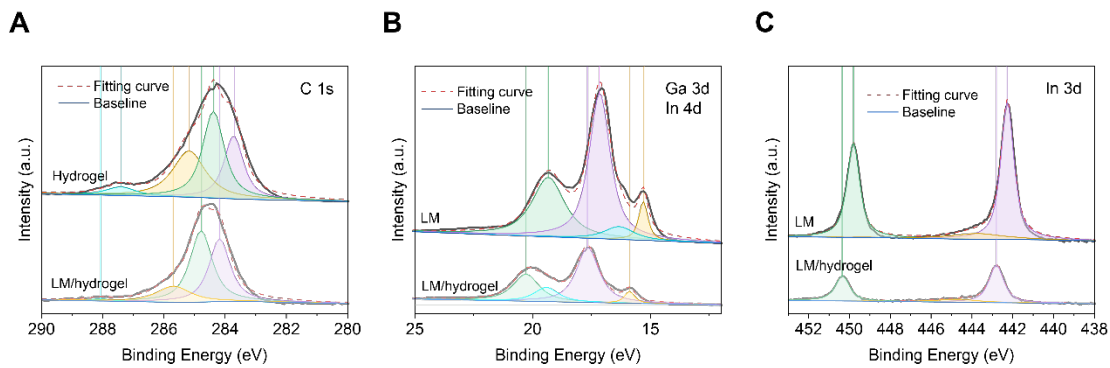 A
B
C
Fitting curve
Baseline
C 1s
Hydrogel
LM/hydrogel
Intensity (a.u.)
290 288 286 284 282 280
Binding Energy (eV)
Fitting curve
Baseline
Ga 3d
In 4d
LM
LM/hydrogel
Intensity (a.u.)
25 20 15
Binding Energy (eV)
Fitting curve
Baseline
In 3d
LM
LM/hydrogel
Intensity (a.u.)
452 450 448 446 444 442 440 438
Binding Energy (eV)